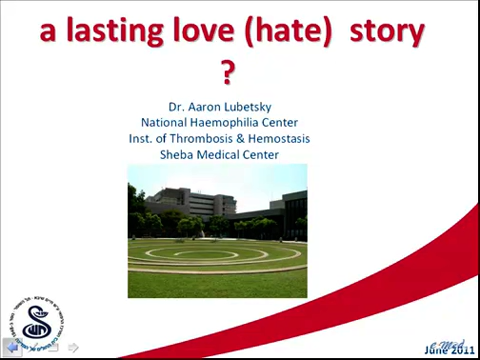 a lasting love (hate) story
?
Dr. Aaron Lubetsky
National Haemophilia Center
Inst. of Thrombosis & Hemostasis
Sheba Medical Center
June 2011